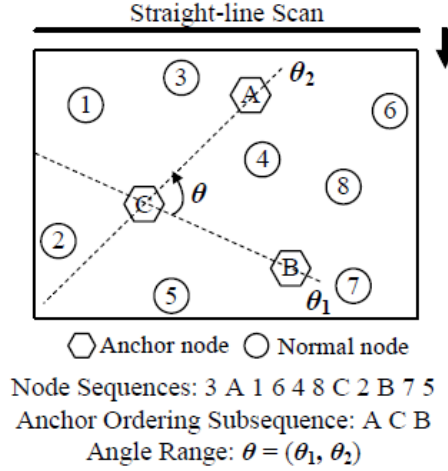 Straight-line Scan
3 A θ2
1 6
4
8
C θ
2
B 7
5 θ1
Anchor node Normal node
Node Sequences: 3 A 1 6 4 8 C 2 B 7 5
Anchor Ordering Subsequence: A C B
Angle Range: θ = (θ1, θ2)